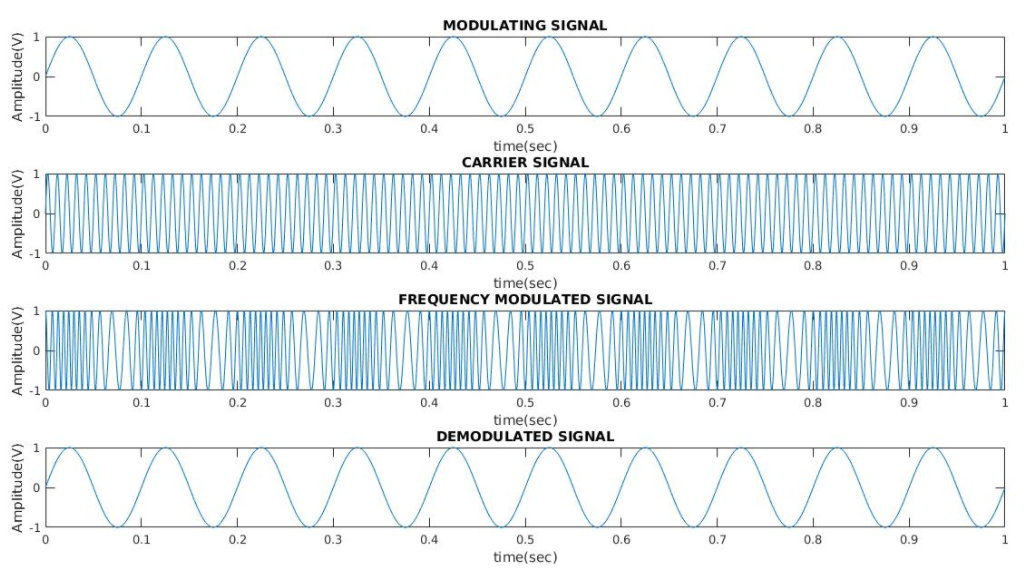 MODULATING SIGNAL
Amplitude(V)
1
0
-1
0 0.1 0.2 0.3 0.4 0.5 0.6 0.7 0.8 0.9 1
time(sec)
CARRIER SIGNAL
Amplitude(V)
1
0
-1
0 0.1 0.2 0.3 0.4 0.5 0.6 0.7 0.8 0.9 1
time(sec)
FREQUENCY MODULATED SIGNAL
Amplitude(V)
1
0
-1
0 0.1 0.2 0.3 0.4 0.5 0.6 0.7 0.8 0.9 1
time(sec)
DEMODULATED SIGNAL
Amplitude(V)
1
0
-1
0 0.1 0.2 0.3 0.4 0.5 0.6 0.7 0.8 0.9 1
time(sec)